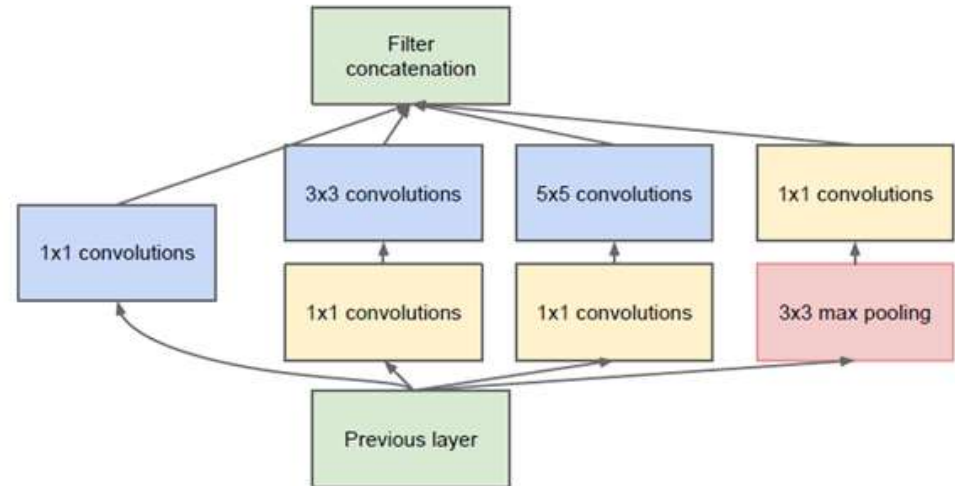 Filter
concatenation
3x3 convolutions
5x5 convolutions
1x1 convolutions
1x1 convolutions
1x1 convolutions
1x1 convolutions
3x3 max pooling
Previous layer